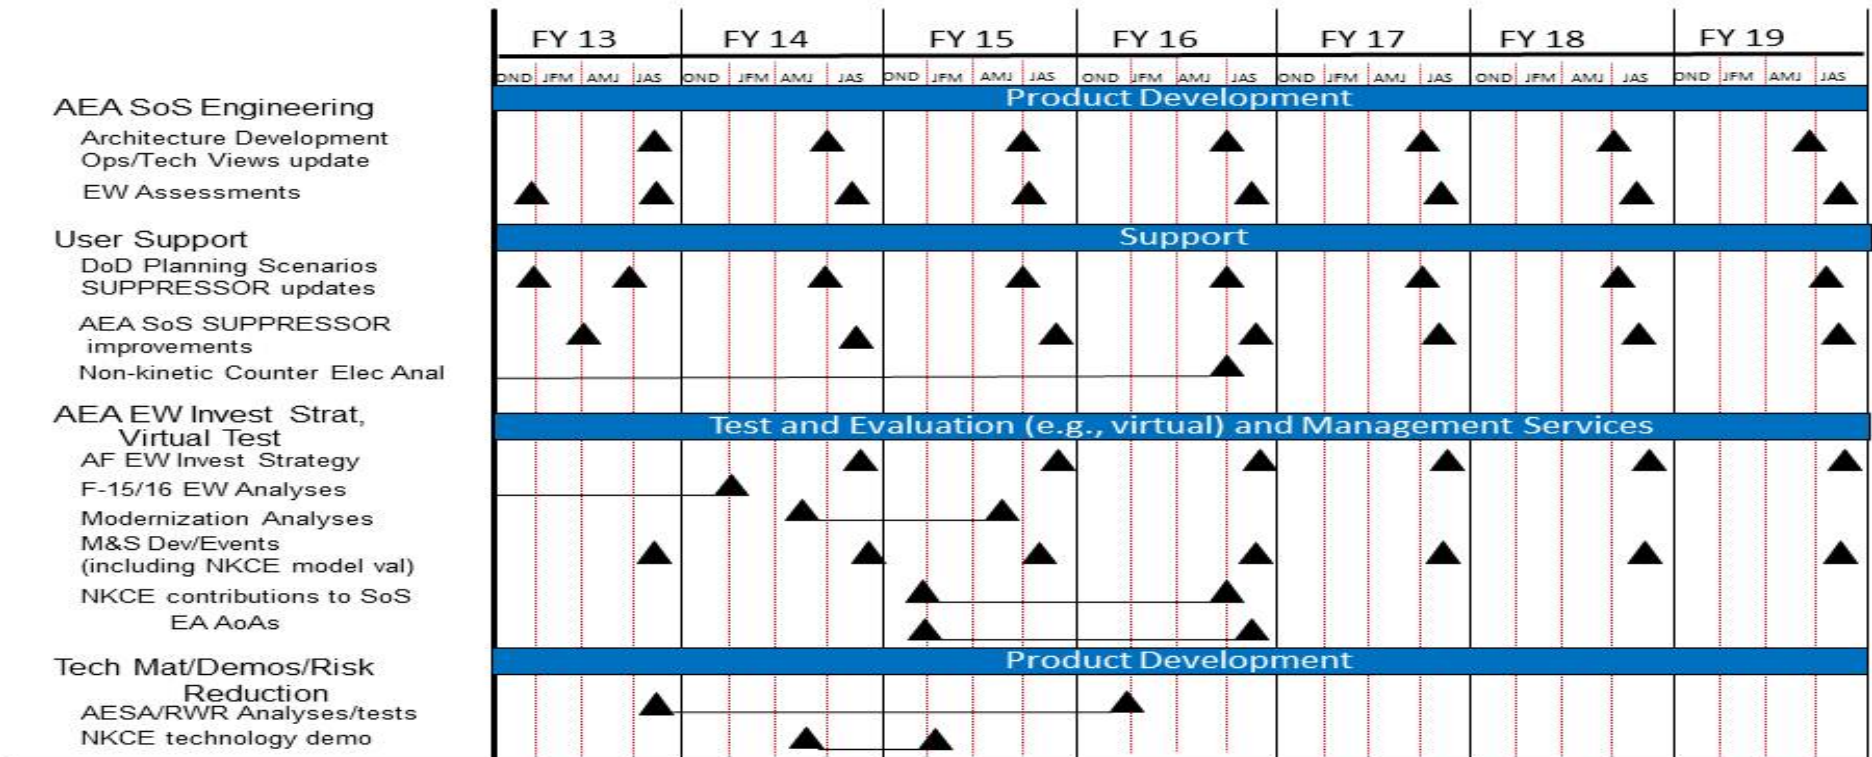 FY 13 FY 14 FY 15 FY 16 FY 17 FY 18 FY 19
OND JFM AMJ JAS OND JFM AMJ JAS OND JFM AMJ JAS OND JFM AMJ JAS OND JFM AMJ JAS OND JFM AMJ JAS OND JFM AMJ JAS
Product Development
AEA SoS Engineering
Architecture Development
Ops/Tech Views update
EW Assessments
Support
User Support
DoD Planning Scenarios
SUPPRESSOR updates
AEA SoS SUPPRESSOR
improvements
Non-kinetic Counter Elec Anal
AEA EW Invest Strat,
Test and Evaluation (e.g., virtual) and Management Services
Virtual Test
AF EW Invest Strategy
F-15/16 EW Analyses
Modernization Analyses
M&S Dev/Events
(including NKCE model val)
NKCE contributions to SoS
EA AoAs
Product Development
Tech Mat/Demos/Risk
Reduction
AESA/RWR Analyses/tests
NKCE technology demo